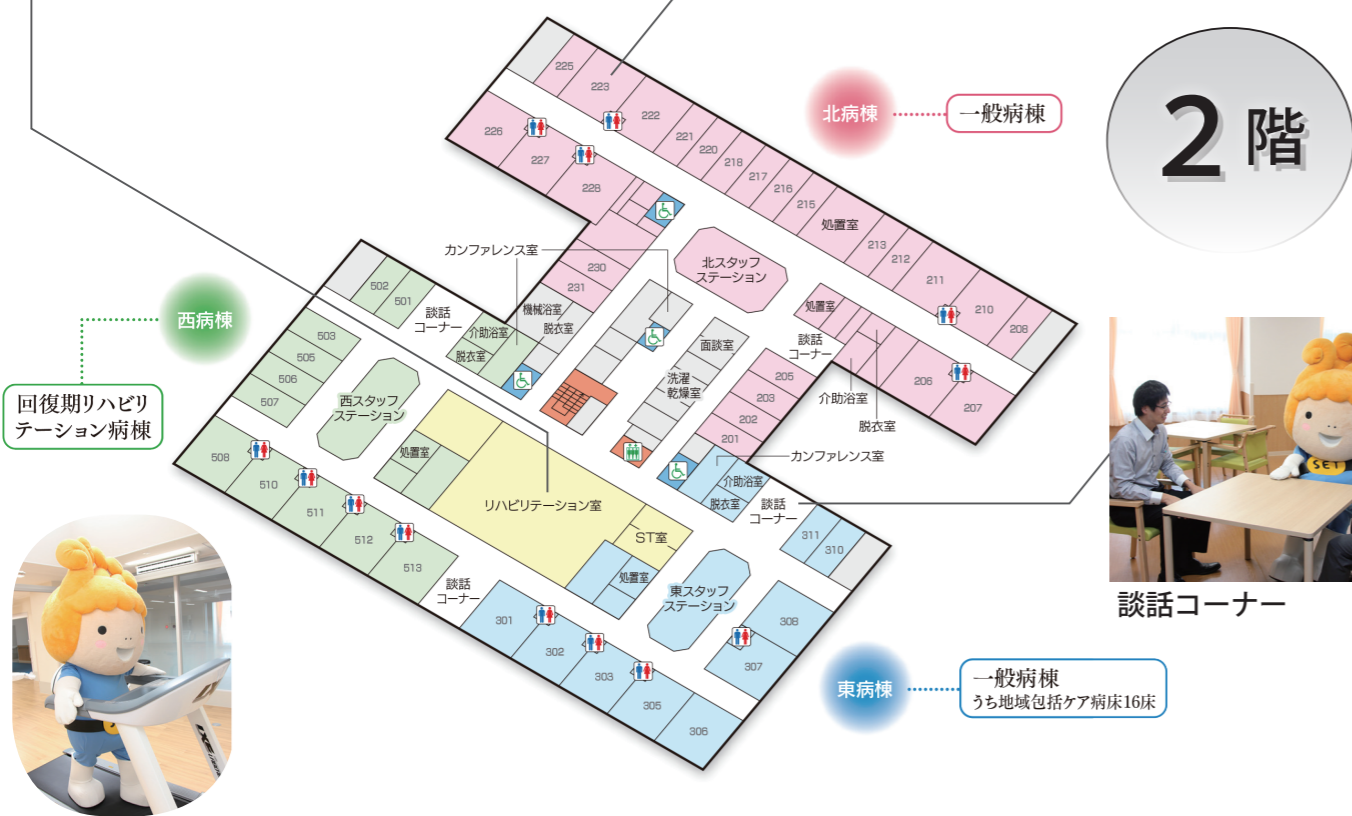 2階
北病棟
一般病棟
225
223
222
221
220
218
217
216
215
処置室
213
212
211
210
208
226
227
228
230
231
北スタッフ
ステーション
カンファレンス室
機械浴室
脱衣室
面談室
洗濯
乾燥室
処置室
談話
コーナー
介助浴室
脱衣室
206
207
205
203
202
201
西病棟
回復期リハビリ
テーション病棟
502
501
談話
コーナー
介助浴室
脱衣室
503
505
506
507
西スタッフ
ステーション
処置室
508
510
511
512
513
談話
コーナー
リハビリテーション室
ST室
カンファレンス室
介助浴室
脱衣室
談話
コーナー
311
310
処置室
東スタッフ
ステーション
308
307
301
302
303
305
306
東病棟
一般病棟
うち地域包括ケア病床16床
SET
談話コーナー